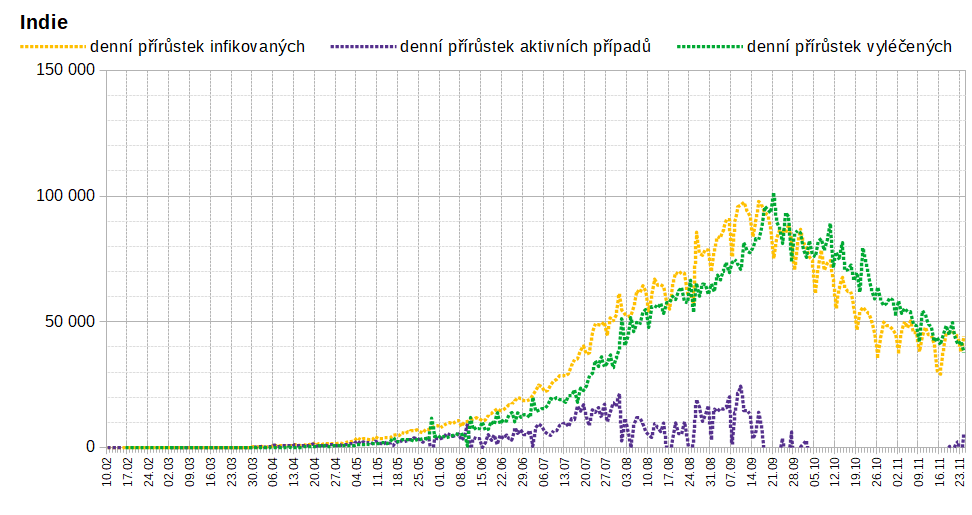 Indie
denní přírůstek infikovaných denní přírůstek aktivních případů denní přírůstek vyléčených
150 000
100 000
50 000
0
10.02 17.02 24.02 02.03 09.03 16.03 23.03 30.03 06.04 13.04 20.04 27.04 04.05 11.05 18.05 25.05 01.06 08.06 15.06 22.06 29.06 06.07 13.07 20.07 27.07 03.08 10.08 17.08 24.08 31.08 07.09 14.09 21.09 28.09 05.10 12.10 19.10 26.10 02.11 09.11 16.11 23.11